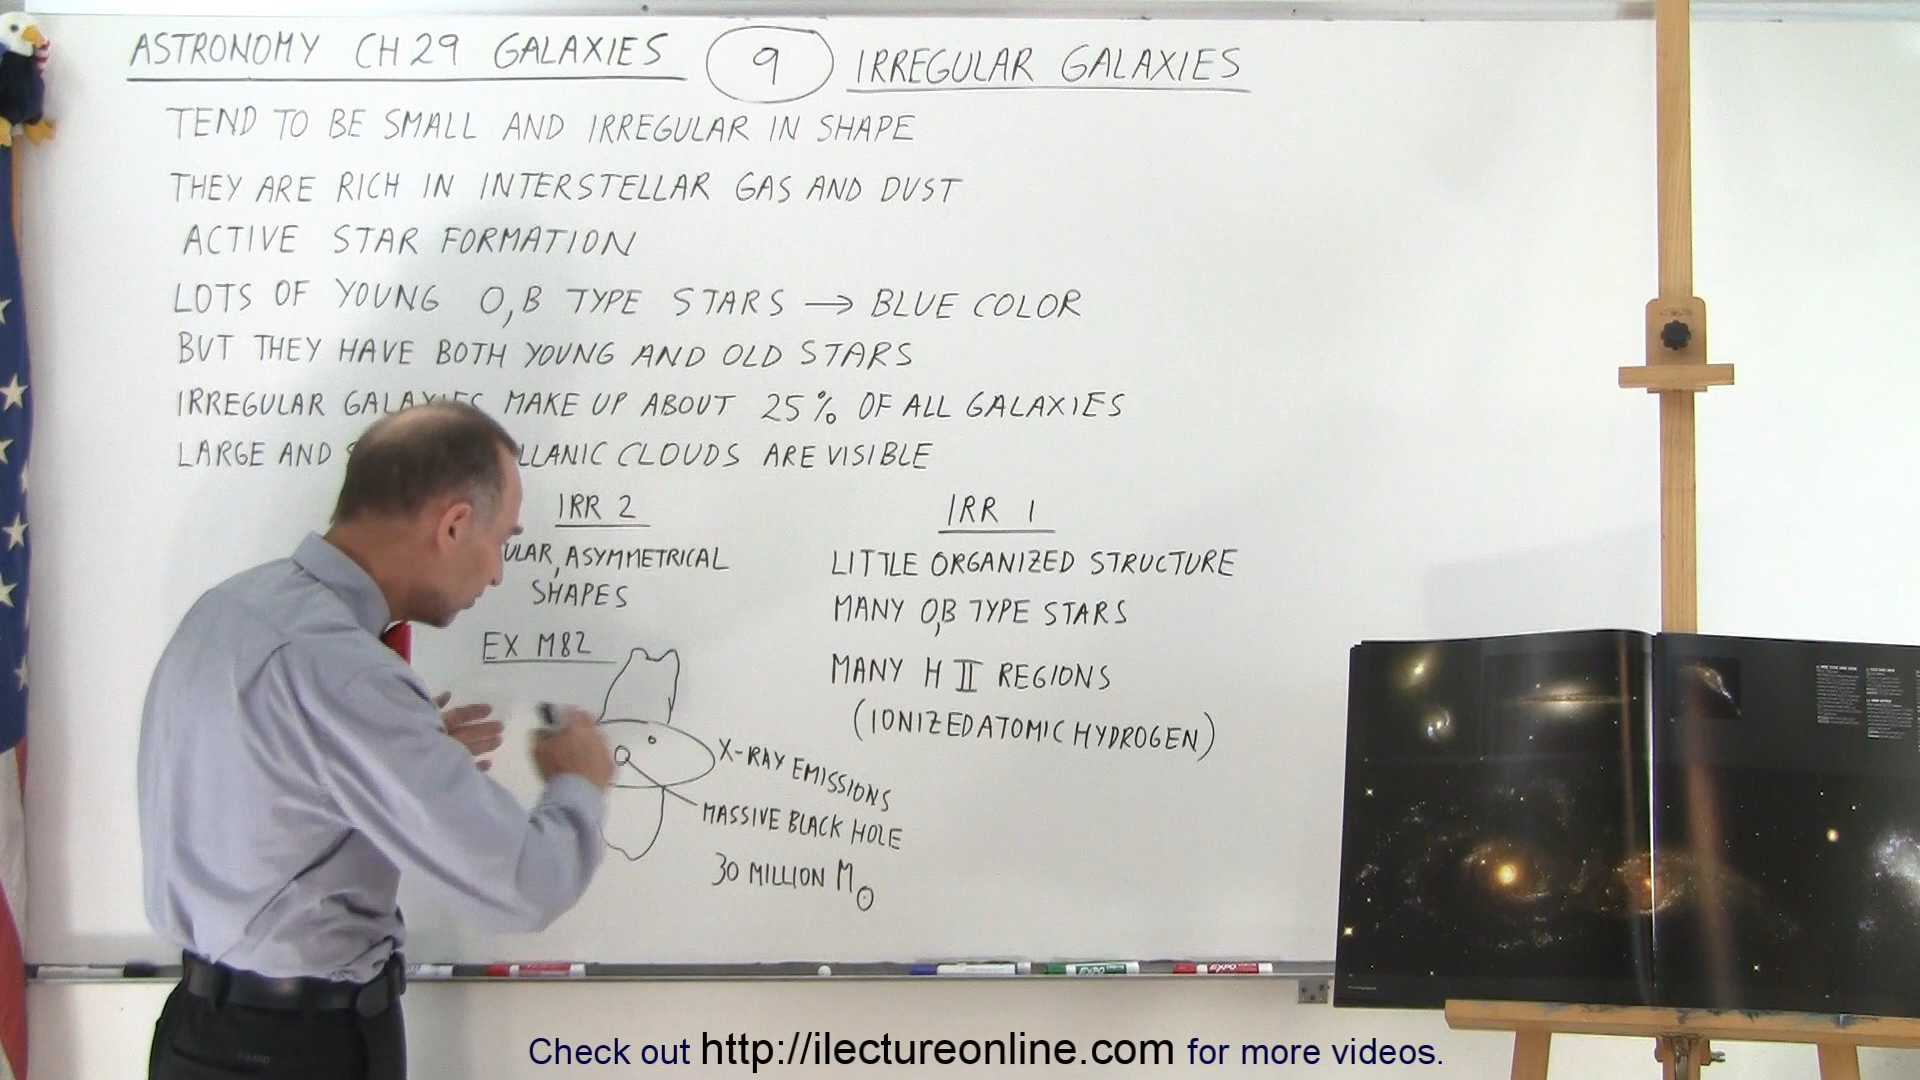 ASTRONOMY CH 29 GALAXIES 9 IRREGULAR GALAXIES
TEND TO BE SMALL AND IRREGULAR IN SHAPE
THEY ARE RICH IN INTERSTELLAR GAS AND DUST
ACTIVE STAR FORMATION
LOTS OF YOUNG O,B TYPE STARS → BLUE COLOR
BUT THEY HAVE BOTH YOUNG AND OLD STARS
IRREGULAR GALAXIES MAKE UP ABOUT 25% OF ALL GALAXIES
LARGE AND LLANIC CLOUDS ARE VISIBLE
IRR 2
ULAR, ASYMMETRICAL
SHAPES
EX M82
X-RAY EMISSIONS
MASSIVE BLACK HOLE
30 MILLION M⊙
IRR 1
LITTLE ORGANIZED STRUCTURE
MANY O,B TYPE STARS
MANY H II REGIONS
(IONIZED ATOMIC HYDROGEN)
Check out http://ilectureonline.com for more videos.